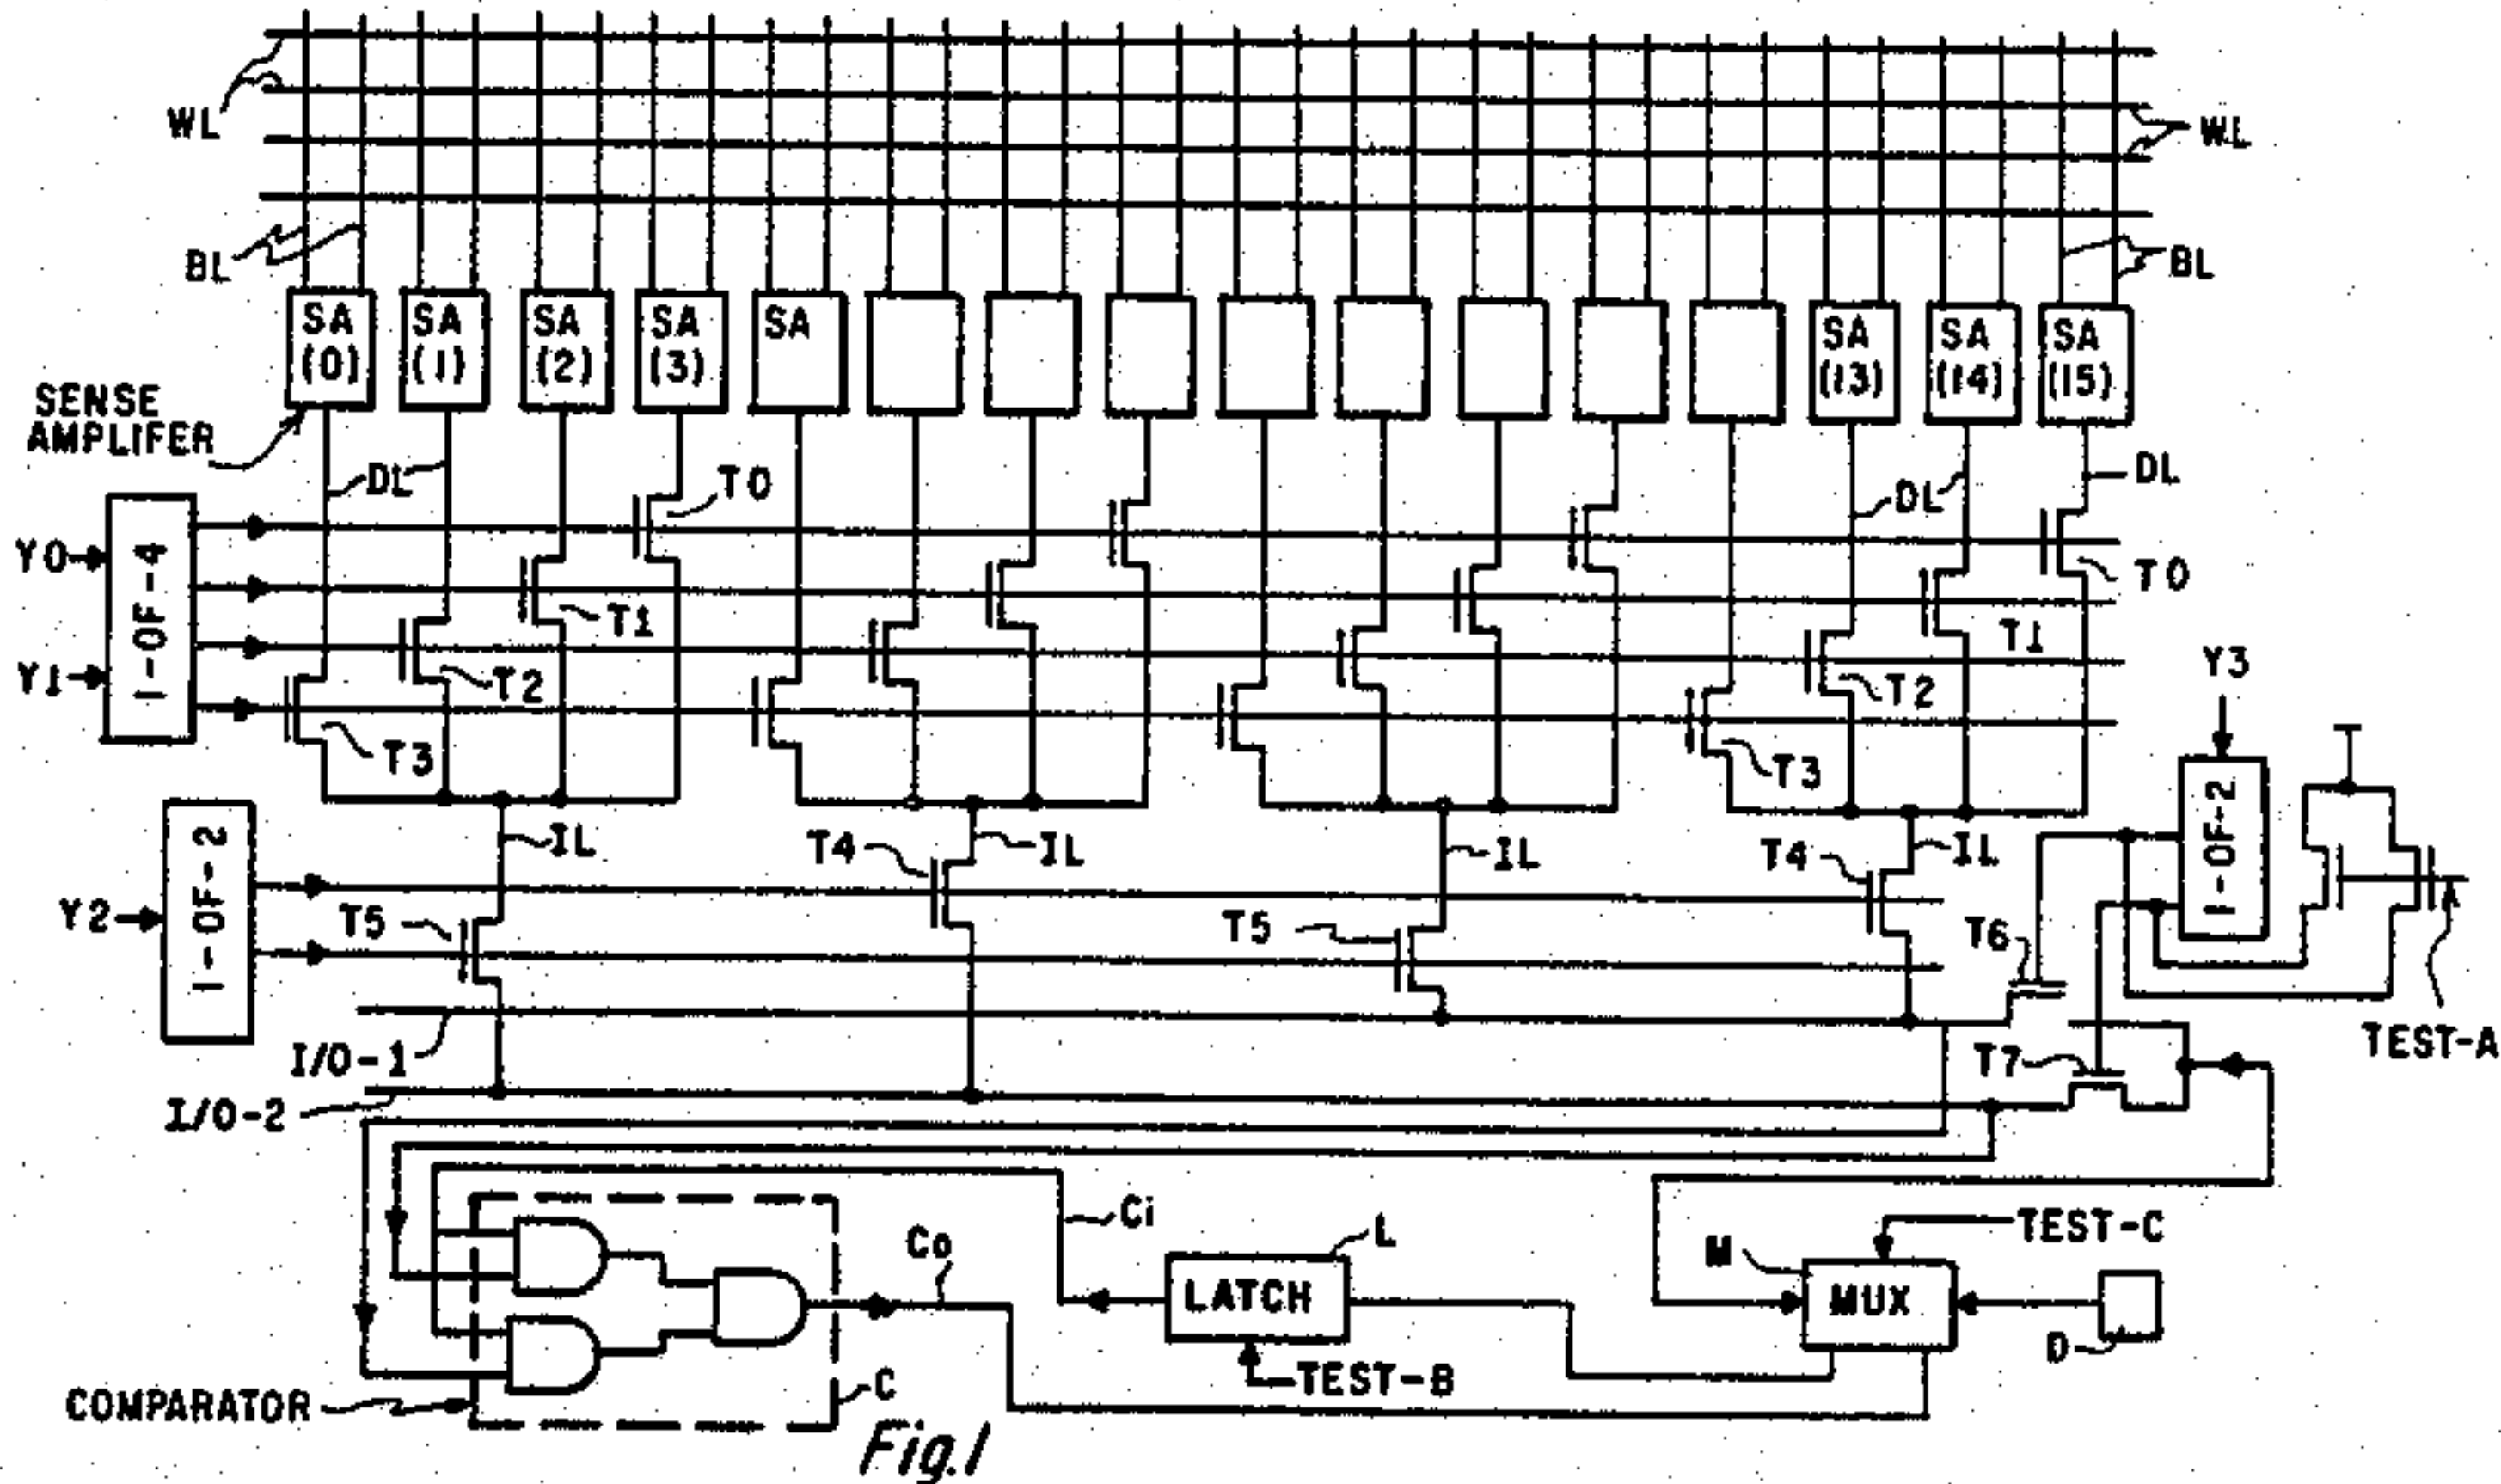 WL
WL
BL
BL
SA (0)
SA (1)
SA (2)
SA (3)
SA
SA (13)
SA (14)
SA (15)
SENSE
AMPLIFER
DL
T0
DL
DL
Y0
1-OF-4
T1
T0
Y1
T2
T1
T2
Y3
T3
T3
1-OF-2
Y2
1-OF-2
IL
T4
IL
IL
T4
IL
T5
T5
T6
I/O-1
T7
TEST-A
I/O-2
Ci
Co
L
M
TEST-C
LATCH
MUX
D
TEST-B
C
COMPARATOR
Fig.1